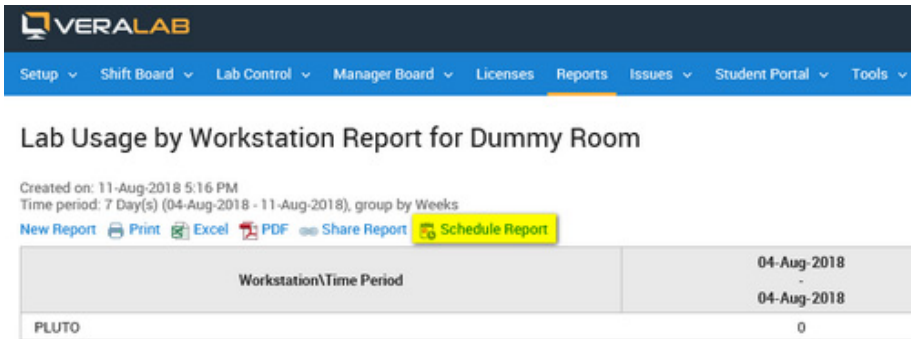 VERALAB
Setup Shift Board Lab Control Manager Board Licenses Reports Issues Student Portal Tools
Lab Usage by Workstation Report for Dummy Room
Created on: 11-Aug-2018 5:16 PM
Time period: 7 Day(s) (04-Aug-2018 - 11-Aug-2018), group by Weeks
New Report Print Excel PDF Share Report Schedule Report
Workstation\Time Period
04-Aug-2018
-
04-Aug-2018
PLUTO 0